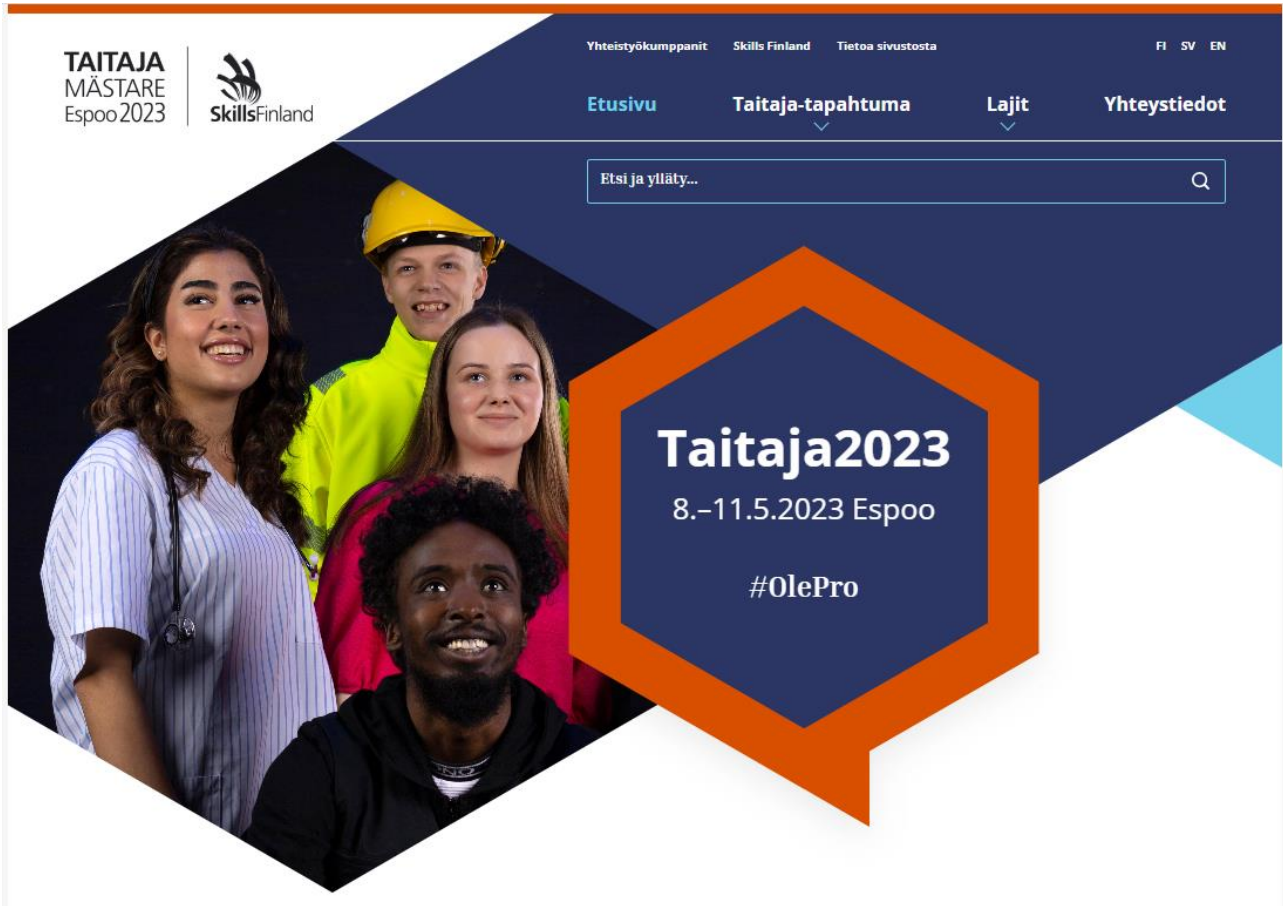 TAITAJA
MÄSTARE
Espoo 2023
SkillsFinland
Yhteistyökumppanit Skills Finland Tietoa sivustosta FI SV EN
Etusivu Taitaja-tapahtuma Lajit Yhteystiedot
Etsi ja ylläty...
Taitaja2023
8.–11.5.2023 Espoo
#OlePro